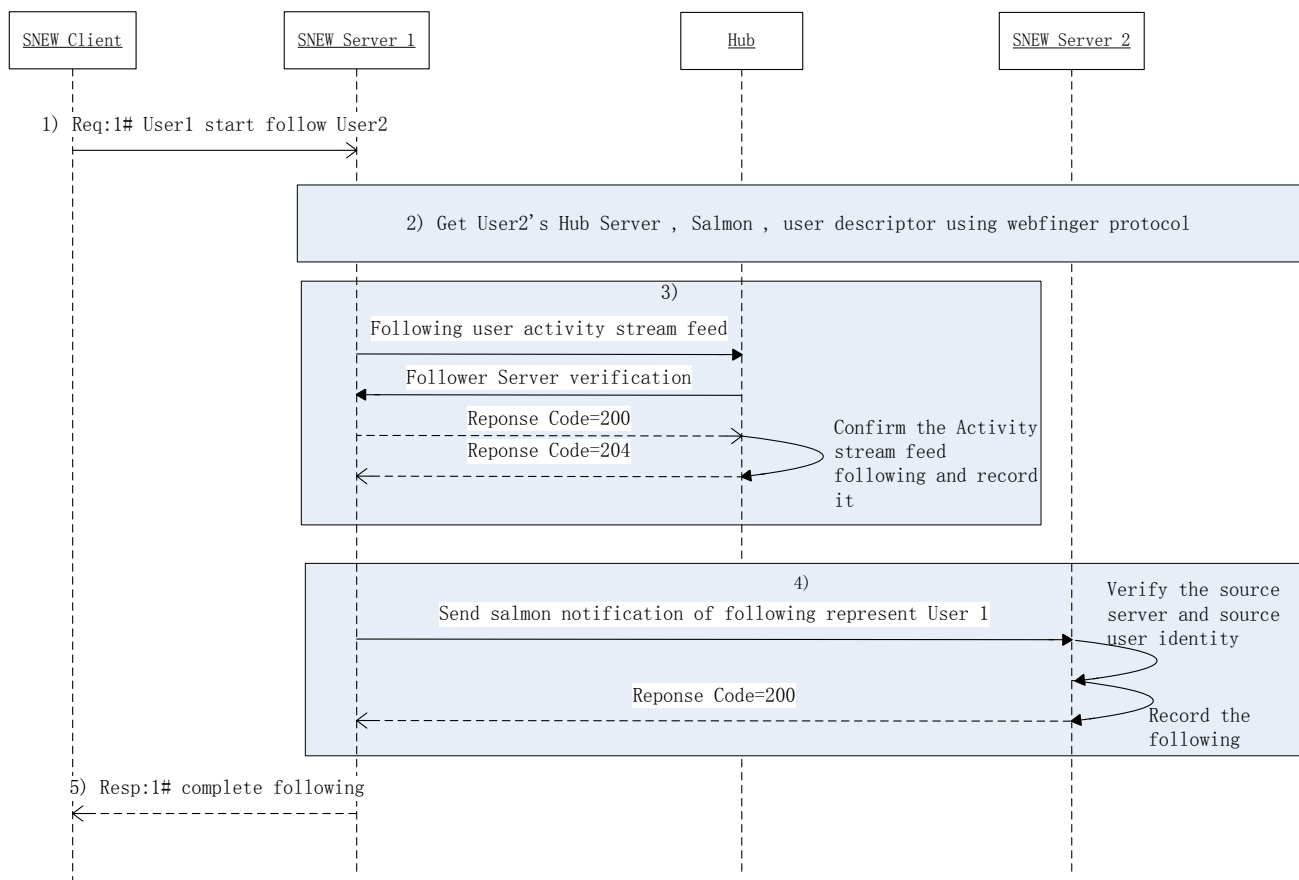 SNEW Client
SNEW Server 1
Hub
SNEW Server 2
1) Req:1# User1 start follow User2
2) Get User2's Hub Server , Salmon , user descriptor using webfinger protocol
3)
Following user activity stream feed
Follower Server verification
Reponse Code=200
Reponse Code=204
Confirm the Activity
stream feed
following and record
it
4)
Send salmon notification of following represent User 1
Verify the source
server and source
user identity
Reponse Code=200
Record the
following
5) Resp:1# complete following